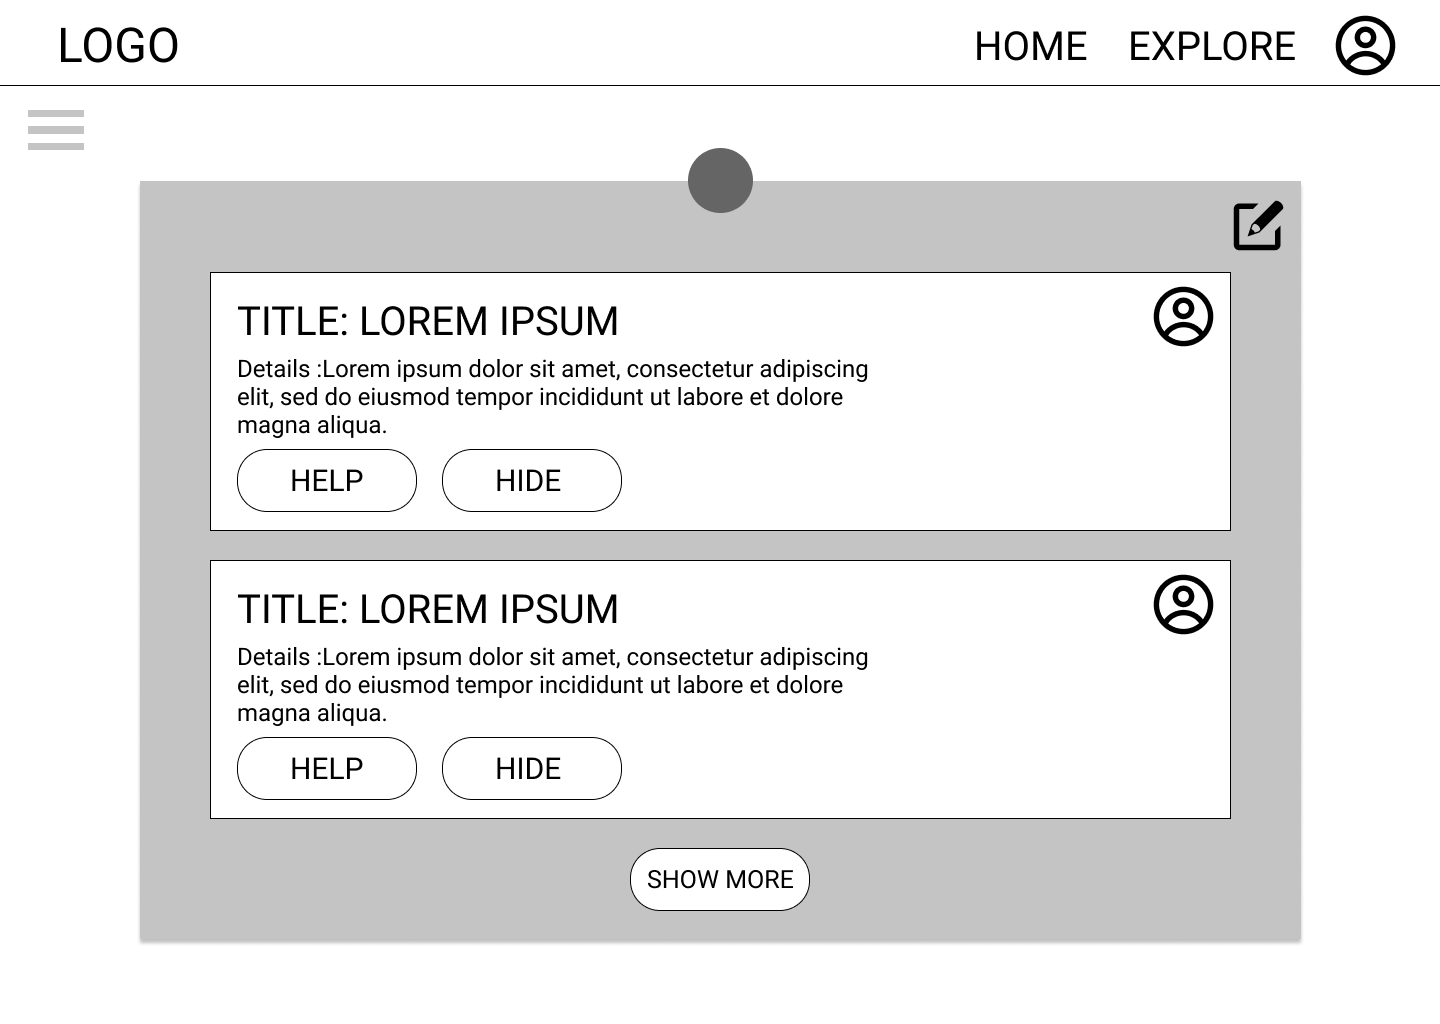 LOGO
HOME
EXPLORE
TITLE: LOREM IPSUM
Details :Lorem ipsum dolor sit amet, consectetur adipiscing
elit, sed do eiusmod tempor incididunt ut labore et dolore
magna aliqua.
HELP
HIDE
TITLE: LOREM IPSUM
Details :Lorem ipsum dolor sit amet, consectetur adipiscing
elit, sed do eiusmod tempor incididunt ut labore et dolore
magna aliqua.
HELP
HIDE
SHOW MORE